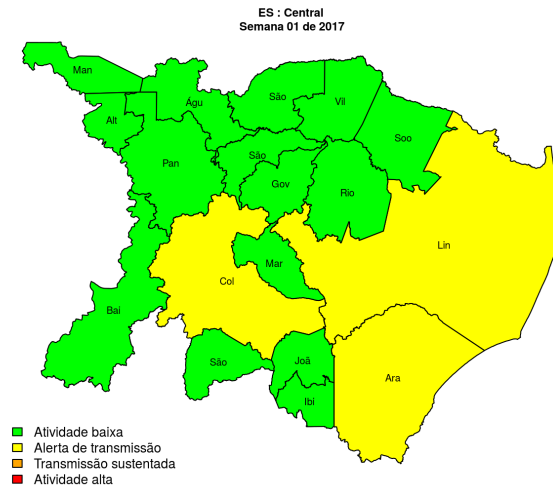 ES : Central
Semana 01 de 2017
Man
Águ
São
Vil
Alt
Soo
Pan
São
Gov
Rio
Lin
Mar
Col
Bai
São
Joã
Ara
Ibi
Atividade baixa
Alerta de transmissão
Transmissão sustentada
Atividade alta